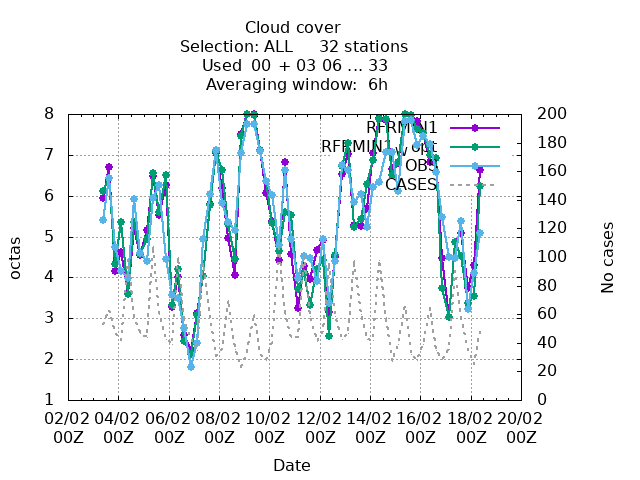 Cloud cover
Selection: ALL 32 stations
Used 00 + 03 06 ... 33
Averaging window: 6h
8 200
RFRMIN1 180
RFFMIN1_vopt
7 160
OBS
6 CASES 140
120
5 100
4 80
3 60
40
2 20
1 0
octas
No cases
02/02 04/02 06/02 08/02 10/02 12/02 14/02 16/02 18/02 20/02
00Z 00Z 00Z 00Z 00Z 00Z 00Z 00Z 00Z 00Z
Date